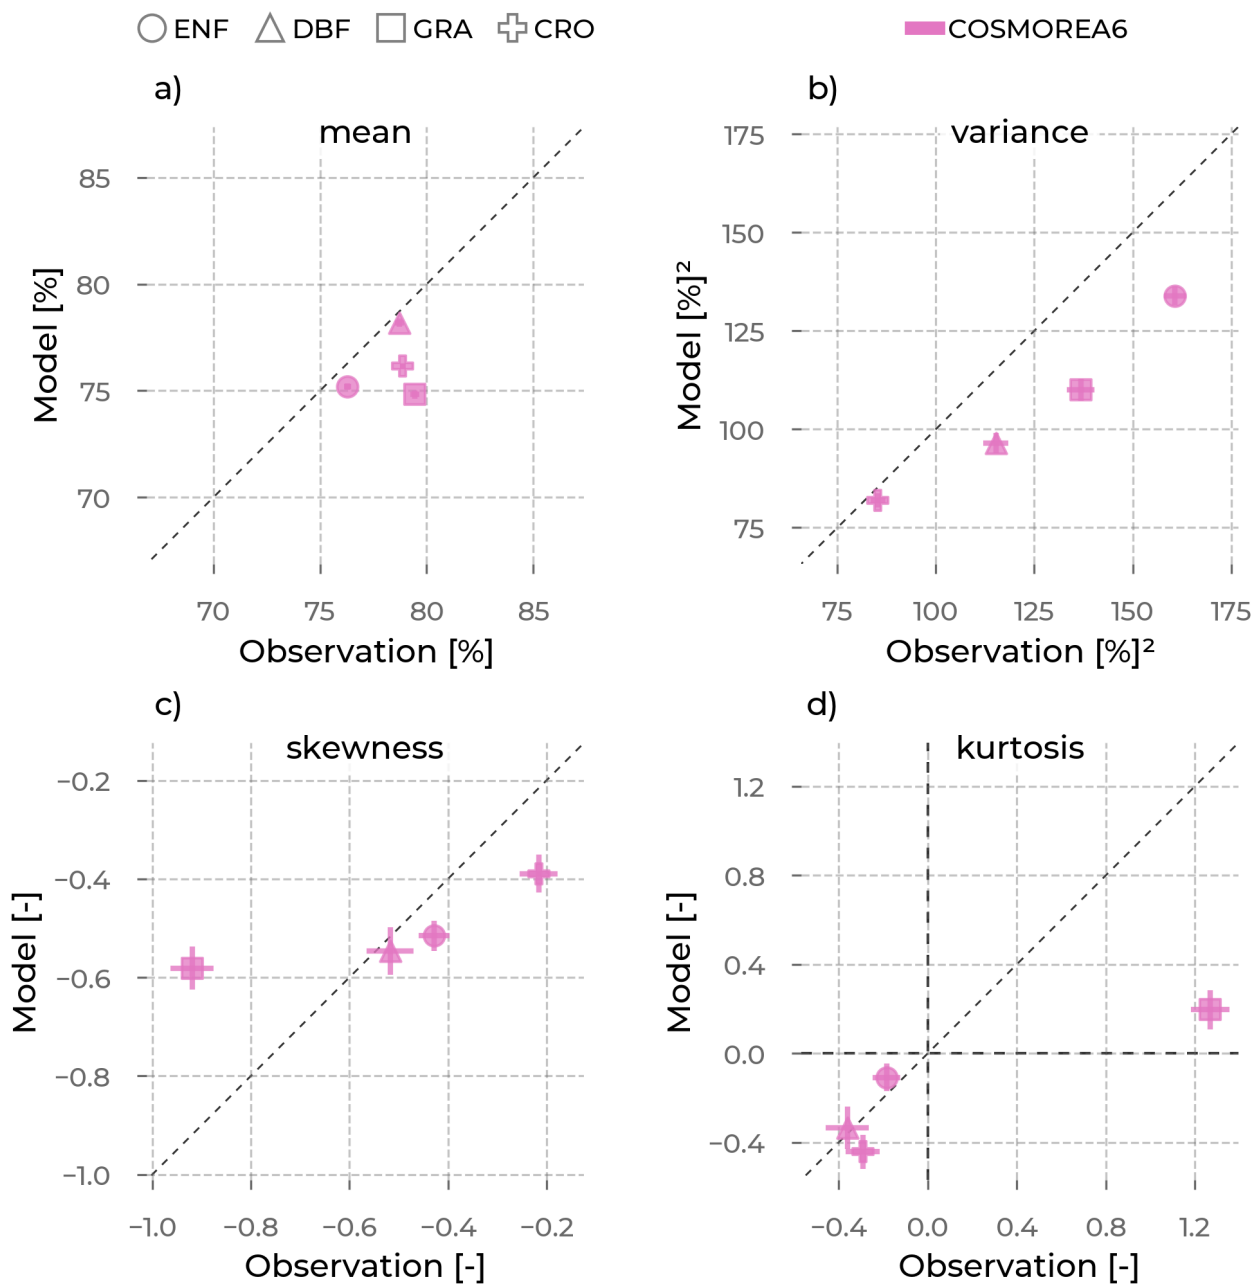 ENF DBF GRA CRO COSMOREA6
a) b)
mean variance
85
80
75
70
Model [%]
70 75 80 85
Observation [%]
175
150
125
100
75
Model [%]²
75 100 125 150 175
Observation [%]²
c) d)
skewness kurtosis
−0.2
−0.4
−0.6
−0.8
−1.0
Model [-]
−1.0 −0.8 −0.6 −0.4 −0.2
Observation [-]
1.2
0.8
0.4
0.0
−0.4
Model [-]
−0.4 0.0 0.4 0.8 1.2
Observation [-]